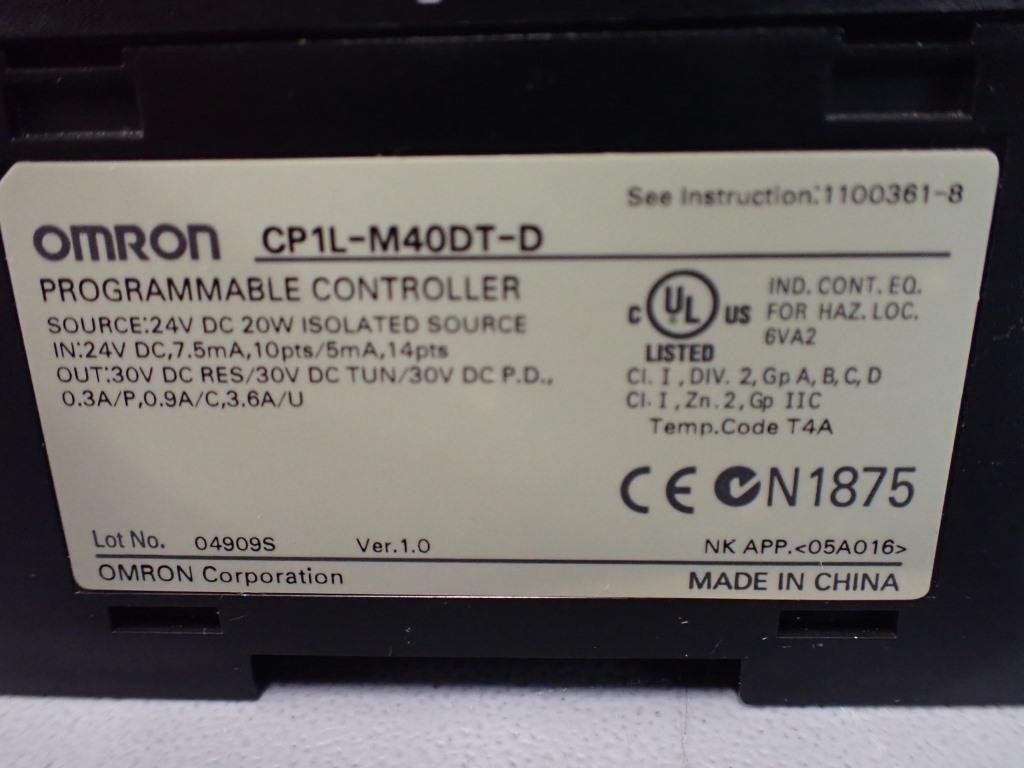 See Instruction:1100361-8
OMRON CP1L-M40DT-D
PROGRAMMABLE CONTROLLER
SOURCE:24V DC 20W ISOLATED SOURCE
IN:24V DC,7.5mA,10pts/5mA,14pts
OUT:30V DC RES/30V DC TUN/30V DC P.D.,
0.3A/P,0.9A/C,3.6A/U
C UL US
LISTED
IND. CONT. EQ.
FOR HAZ. LOC.
6VA2
Cl. I, DIV. 2, Gp A, B, C, D
Cl. I, Zn. 2, Gp IIC
Temp.Code T4A
CE N1875
Lot No. 04909S Ver.1.0
NK APP.<05A016>
OMRON Corporation
MADE IN CHINA